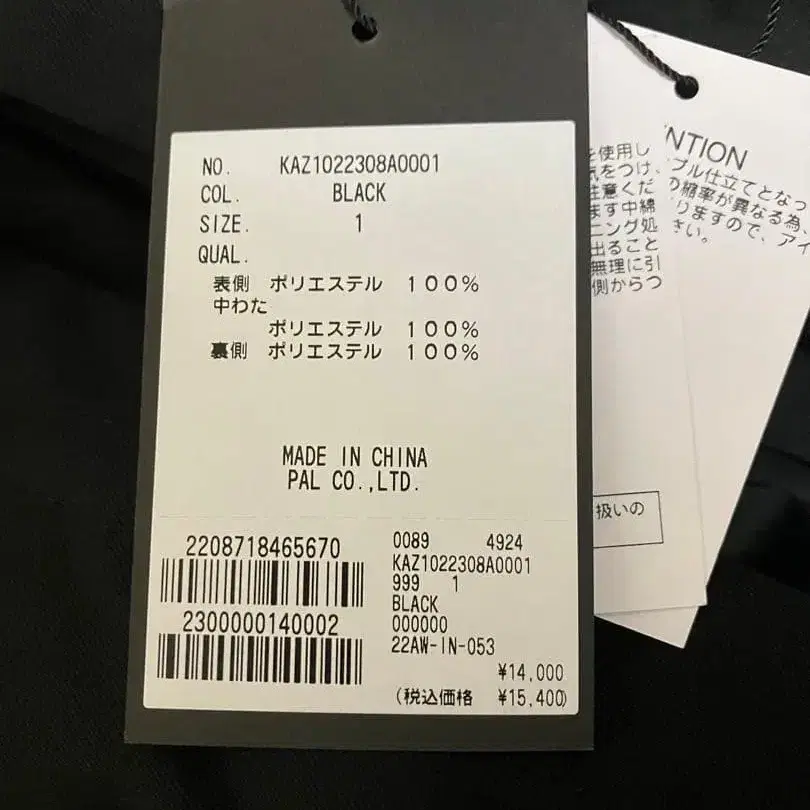 NO. KAZ1022308A0001
COL. BLACK
SIZE. 1
QUAL.
表側 ポリエステル 100%
中わた
ポリエステル 100%
裏側 ポリエステル 100%
MADE IN CHINA
PAL CO.,LTD.
2208718465670
2300000140002
0089 4924
KAZ1022308A0001
999 1
BLACK
000000
22AW-IN-053
¥14,000
(税込価格 ¥15,400)
を使用し
気をつけ、
注意くだ
ます中綿
ニング処
出ること
無理に引
側からつ
扱いの
NTION
ブル仕立てとなっ
の縮率が異なる為、
りますので、アイ
さい。